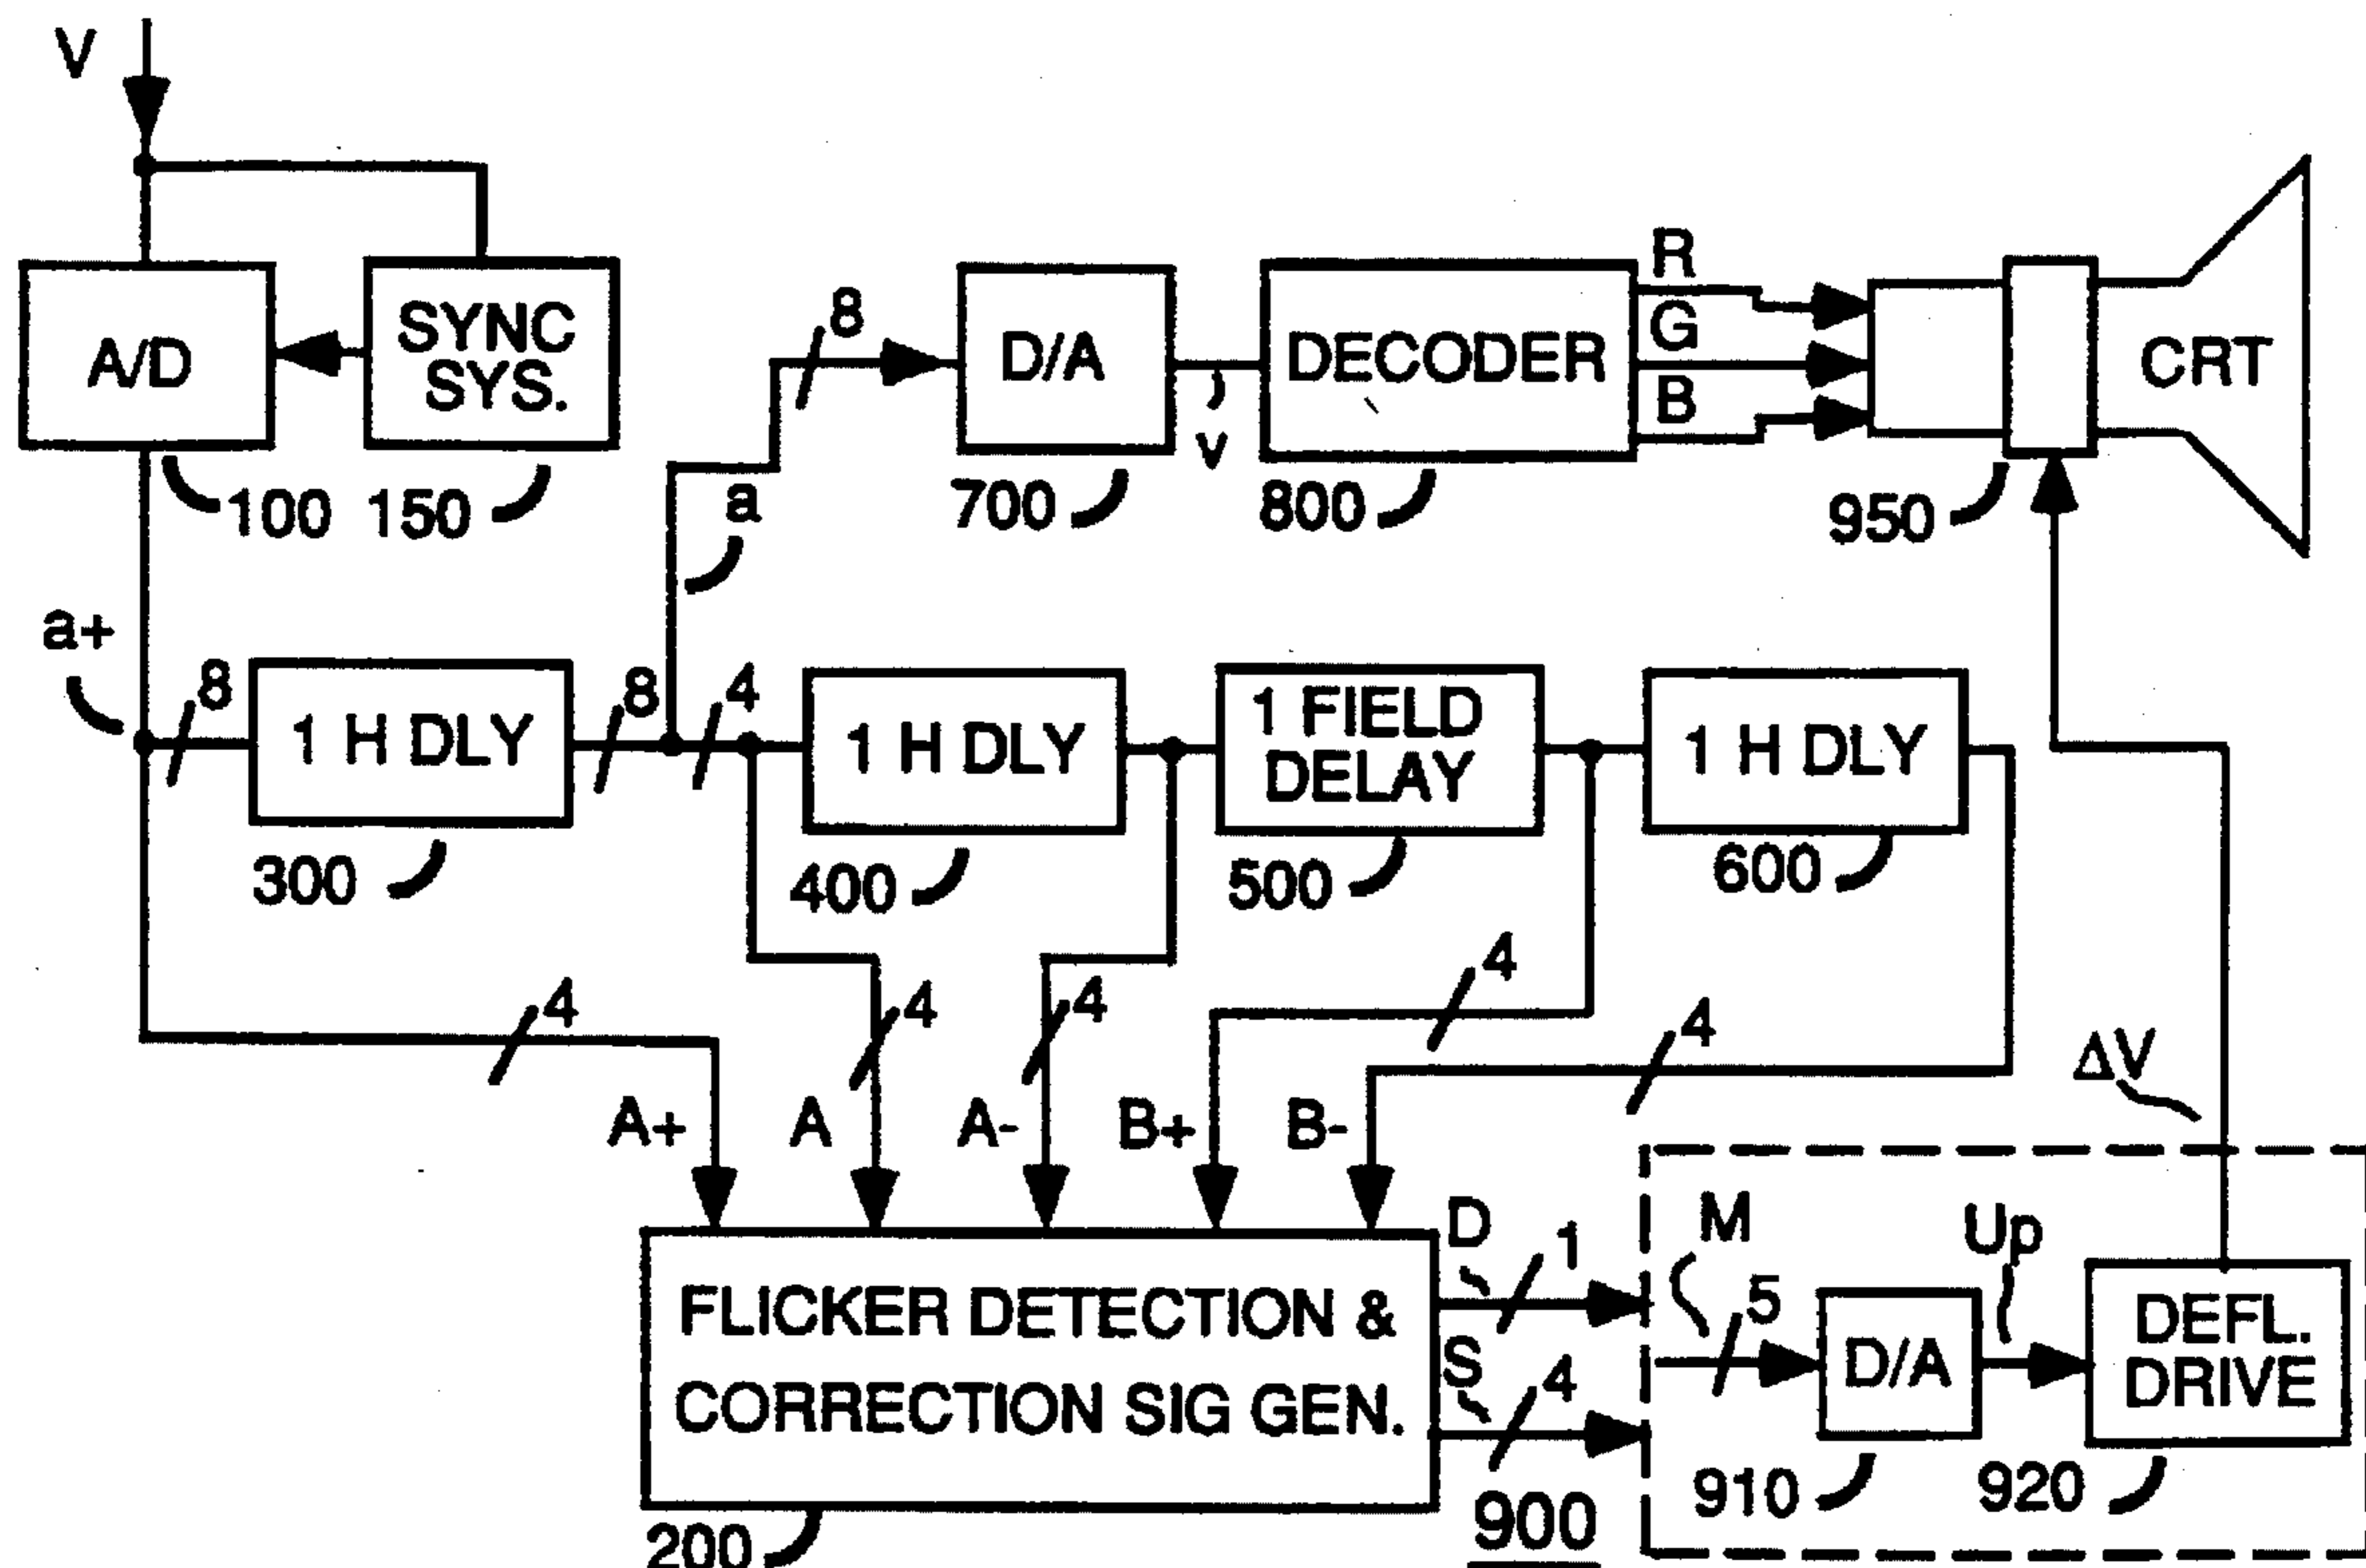 V
A/D
SYNC
SYS.
8
D/A
DECODER
R
G
B
CRT
v
100
150
a
700
800
950
a+
8
1 H DLY
8
4
1 H DLY
1 FIELD
DELAY
1 H DLY
300
400
500
600
4
4
4
4
4
ΔV
A+
A
A-
B+
B-
D
1
M
Up
FLICKER DETECTION &
CORRECTION SIG GEN.
S
4
5
D/A
DEFL.
DRIVE
910
920
200
900